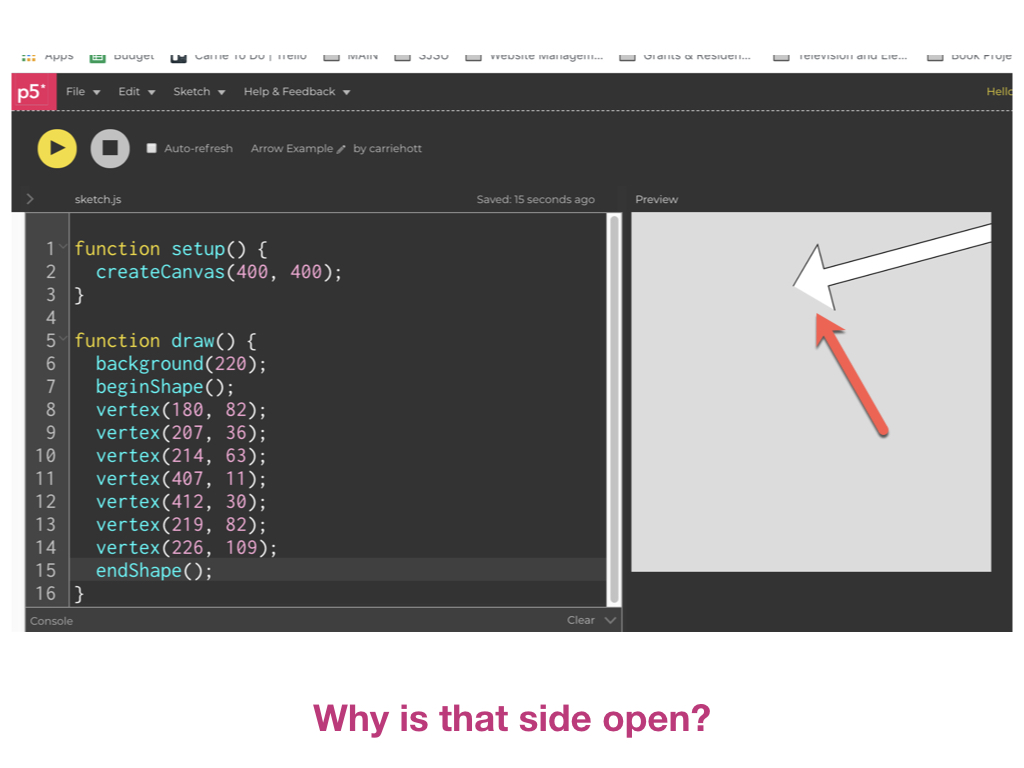 Apps Budget Carrie To Do | Trello MAIN SJSU Website Managem... Grants & Residen... Television and Ele... Book Proje
p5* File Edit Sketch Help & Feedback Hello
Auto-refresh Arrow Example by carriehott
> sketch.js Saved: 15 seconds ago Preview
1 function setup() {
2 createCanvas(400, 400);
3 }
4
5 function draw() {
6 background(220);
7 beginShape();
8 vertex(180, 82);
9 vertex(207, 36);
10 vertex(214, 63);
11 vertex(407, 11);
12 vertex(412, 30);
13 vertex(219, 82);
14 vertex(226, 109);
15 endShape();
16 }
Console Clear
Why is that side open?